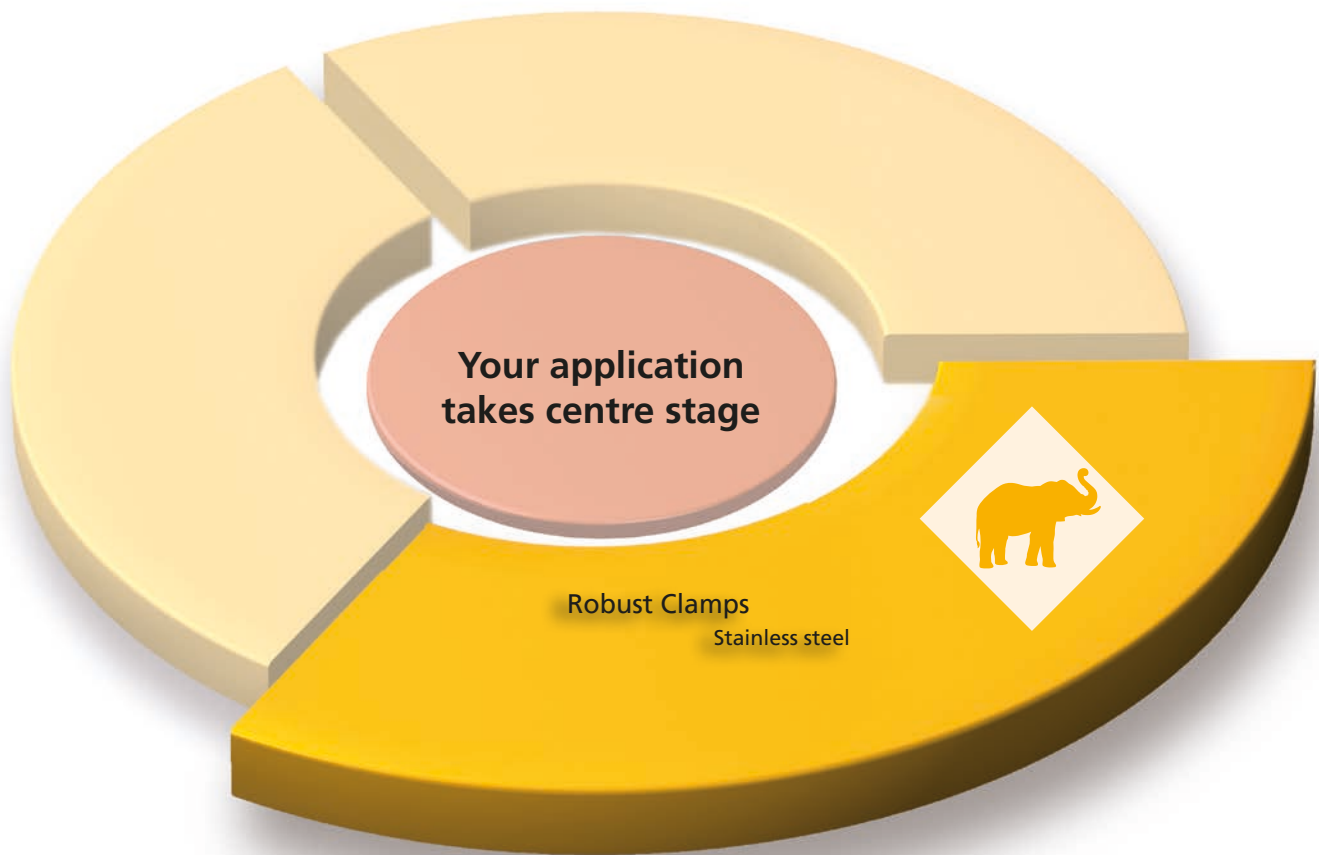 Your application
takes centre stage
Robust Clamps
Stainless steel